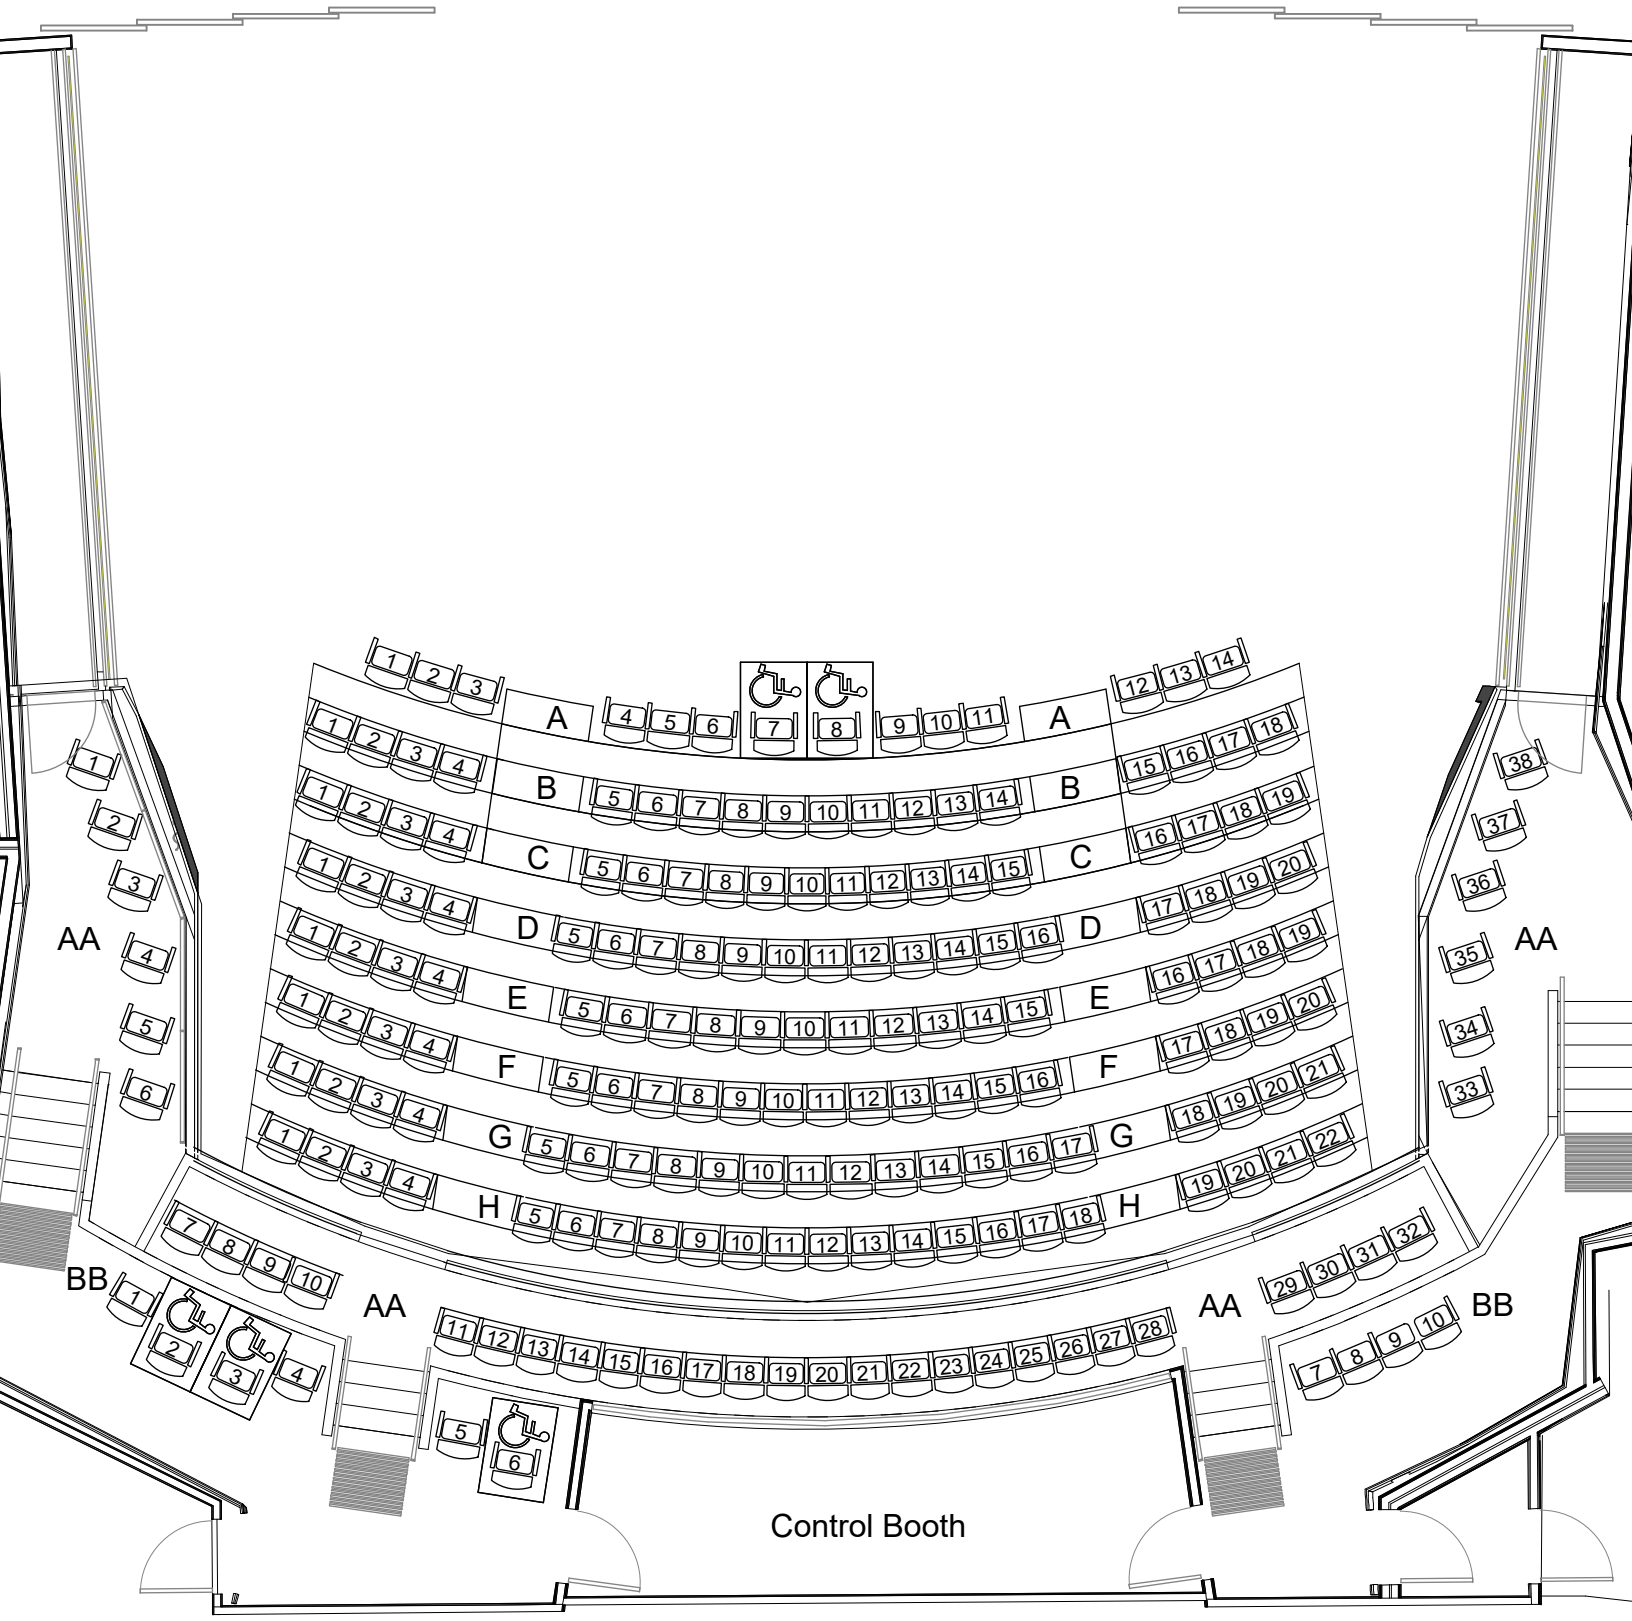 1 2 3 A 4 5 6 7 8 9 10 11 A 12 13 14
1 2 3 4 B 5 6 7 8 9 10 11 12 13 14 B 15 16 17 18
1 2 3 4 C 5 6 7 8 9 10 11 12 13 14 15 C 16 17 18 19
1 2 3 4 D 5 6 7 8 9 10 11 12 13 14 15 16 D 17 18 19 20
1 2 3 4 E 5 6 7 8 9 10 11 12 13 14 15 E 16 17 18 19
1 2 3 4 F 5 6 7 8 9 10 11 12 13 14 15 16 F 17 18 19 20
1 2 3 4 G 5 6 7 8 9 10 11 12 13 14 15 16 17 G 18 19 20 21
1 2 3 4 H 5 6 7 8 9 10 11 12 13 14 15 16 17 18 H 19 20 21 22
1
2
3
AA
4
5
6
38
37
36
AA
35
34
33
7 8 9 10 AA 11 12 13 14 15 16 17 18 19 20 21 22 23 24 25 26 27 28 AA 29 30 31 32
BB 1 2 3 4 5 6 7 8 9 10 BB
Control Booth